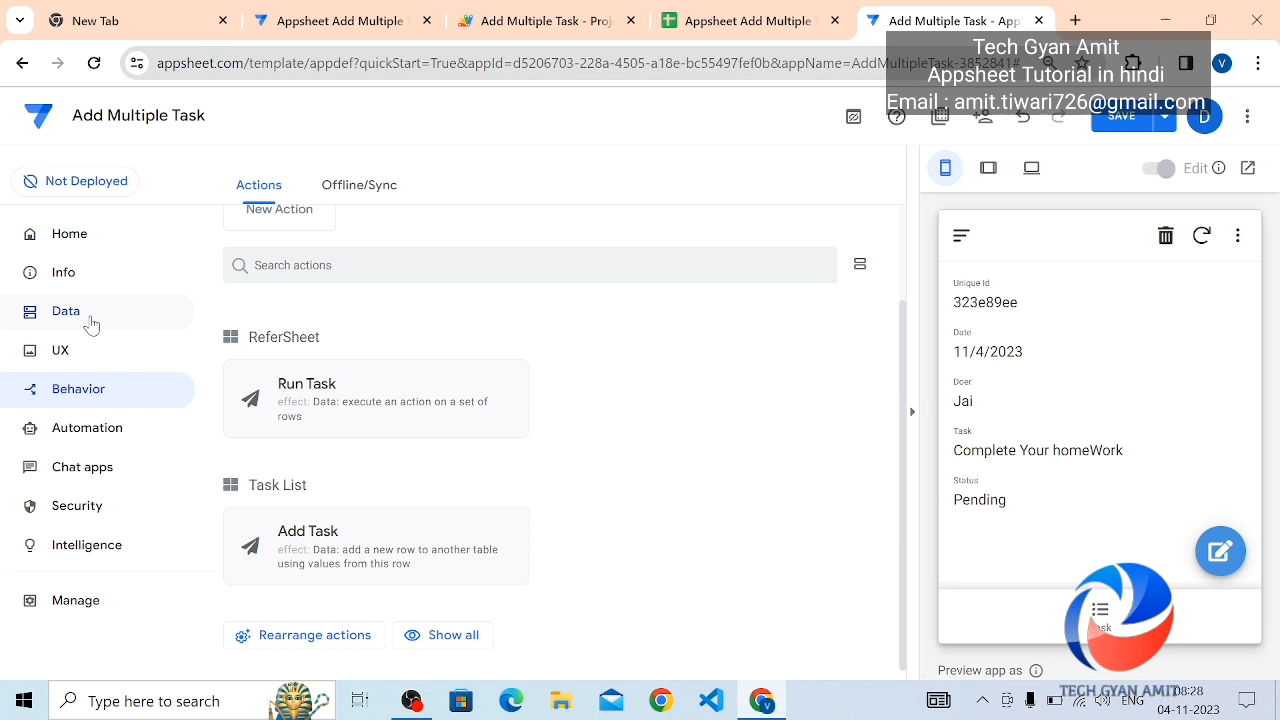 New Tab
Appsheet Add Multiple
Add Multiple Task - Proj
Appsheet Add Multiple
Add Multiple Task - App
appsheet.com/template/appdef?quickStart=True&appId=d5206703-228a-4505-a18e-bc55497fef0b&appName=AddMultipleTask-3852841#
V
Tech Gyan Amit
Appsheet Tutorial in hindi
Email : amit.tiwari726@gmail.com
Add Multiple Task
SAVE
D
Not Deployed
Actions
Offline/Sync
Edit
Home
Info
Data
UX
Behavior
Automation
Chat apps
Security
Intelligence
Manage
New Action
Search actions
ReferSheet
Run Task
effect: Data: execute an action on a set of
rows
Task List
Add Task
effect: Data: add a new row to another table
using values from this row
Rearrange actions
Show all
Unique Id
323e89ee
Date
11/4/2023
Doer
Jai
Task
Complete Your homeWork
Status
Pending
Preview app as
TECH GYAN AMIT
Type here to search
ENG
08:28
04-11-2023